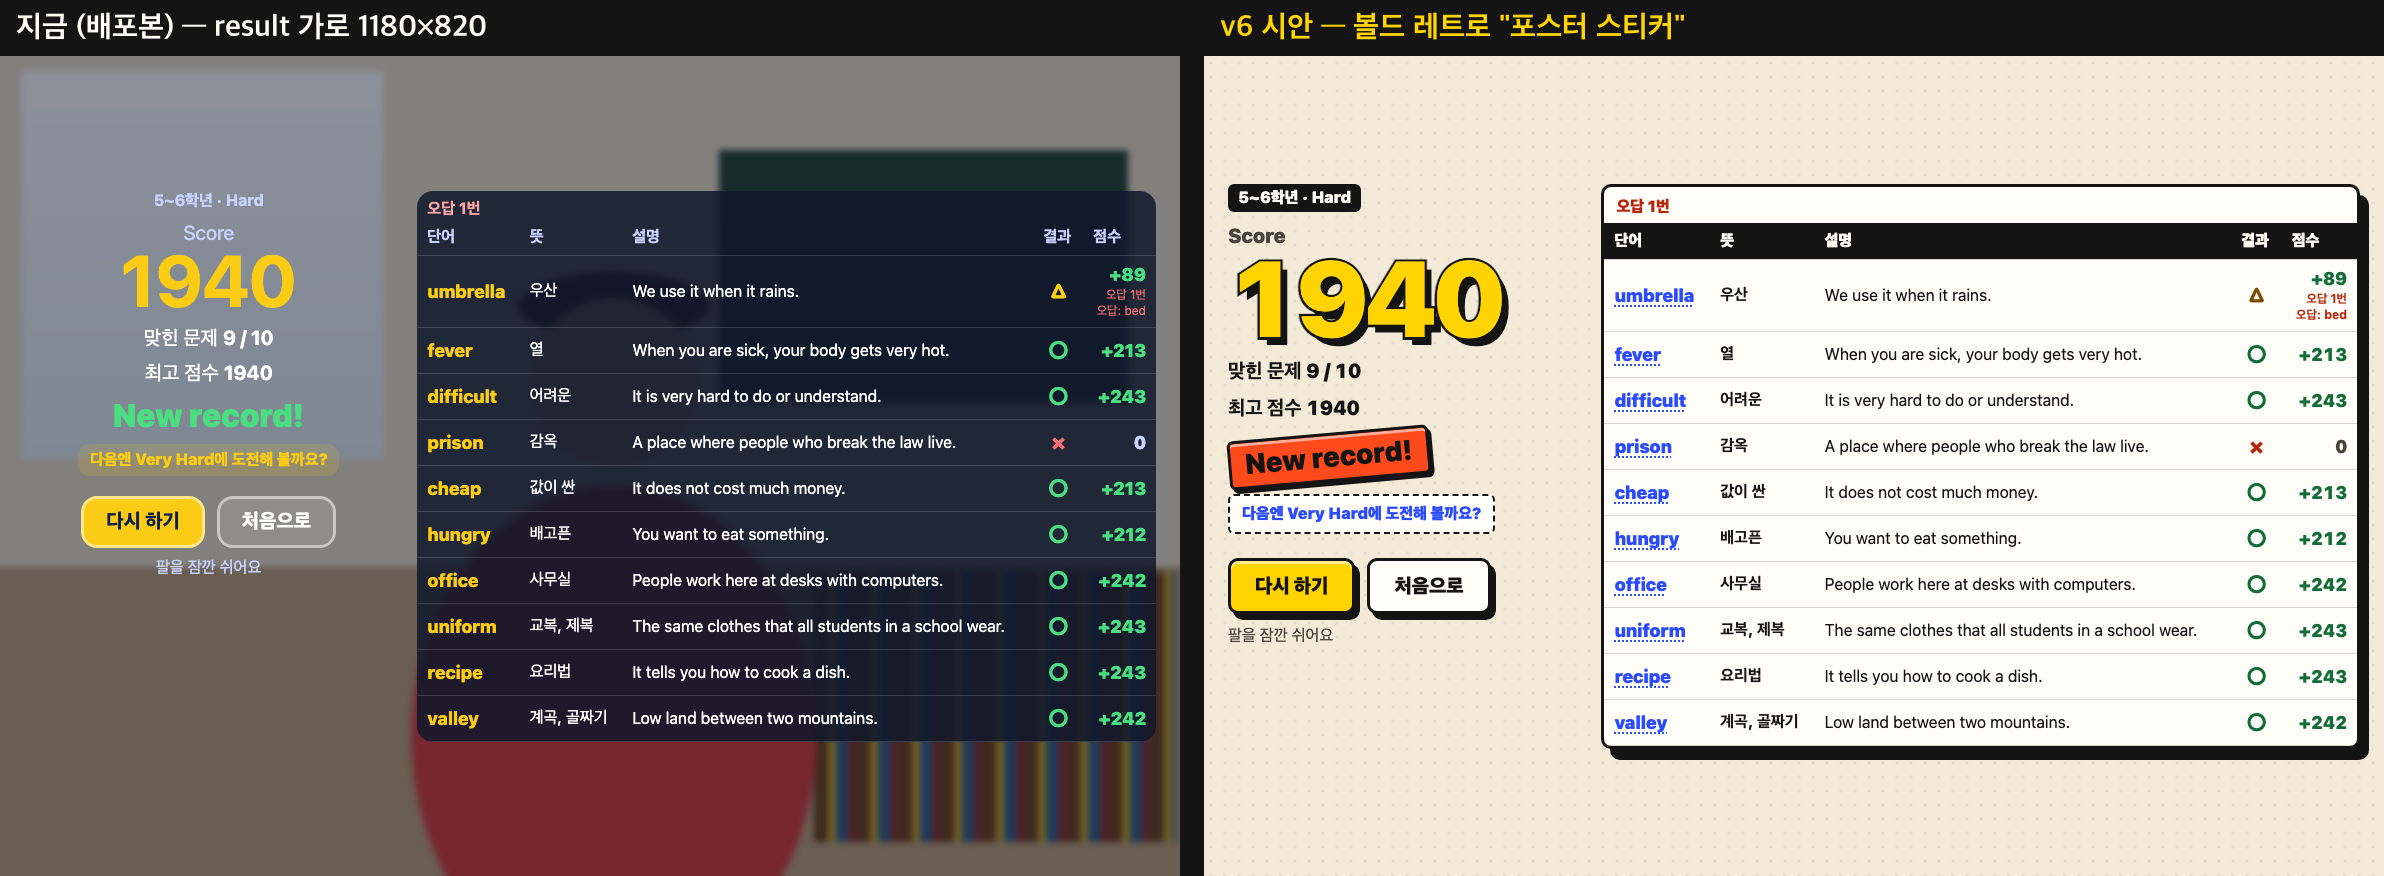 지금 (배포본) — result 가로 1180×820
5~6학년 · Hard
Score
1940
맞힌 문제 9 / 10
최고 점수 1940
New record!
다음엔 Very Hard에 도전해 볼까요?
다시 하기 처음으로
팔을 잠깐 쉬어요
오답 1번
단어 뜻 설명 결과 점수
umbrella 우산 We use it when it rains. △ +89
오답 1번
오답: bed
fever 열 When you are sick, your body gets very hot. O +213
difficult 어려운 It is very hard to do or understand. O +243
prison 감옥 A place where people who break the law live. × 0
cheap 값이 싼 It does not cost much money. O +213
hungry 배고픈 You want to eat something. O +212
office 사무실 People work here at desks with computers. O +242
uniform 교복, 제복 The same clothes that all students in a school wear. O +243
recipe 요리법 It tells you how to cook a dish. O +243
valley 계곡, 골짜기 Low land between two mountains. O +242
v6 시안 — 볼드 레트로 "포스터 스티커"
5~6학년 · Hard
Score
1940
맞힌 문제 9 / 10
최고 점수 1940
New record!
다음엔 Very Hard에 도전해 볼까요?
다시 하기 처음으로
팔을 잠깐 쉬어요
오답 1번
단어 뜻 설명 결과 점수
umbrella 우산 We use it when it rains. △ +89
오답 1번
오답: bed
fever 열 When you are sick, your body gets very hot. O +213
difficult 어려운 It is very hard to do or understand. O +243
prison 감옥 A place where people who break the law live. × 0
cheap 값이 싼 It does not cost much money. O +213
hungry 배고픈 You want to eat something. O +212
office 사무실 People work here at desks with computers. O +242
uniform 교복, 제복 The same clothes that all students in a school wear. O +243
recipe 요리법 It tells you how to cook a dish. O +243
valley 계곡, 골짜기 Low land between two mountains. O +242